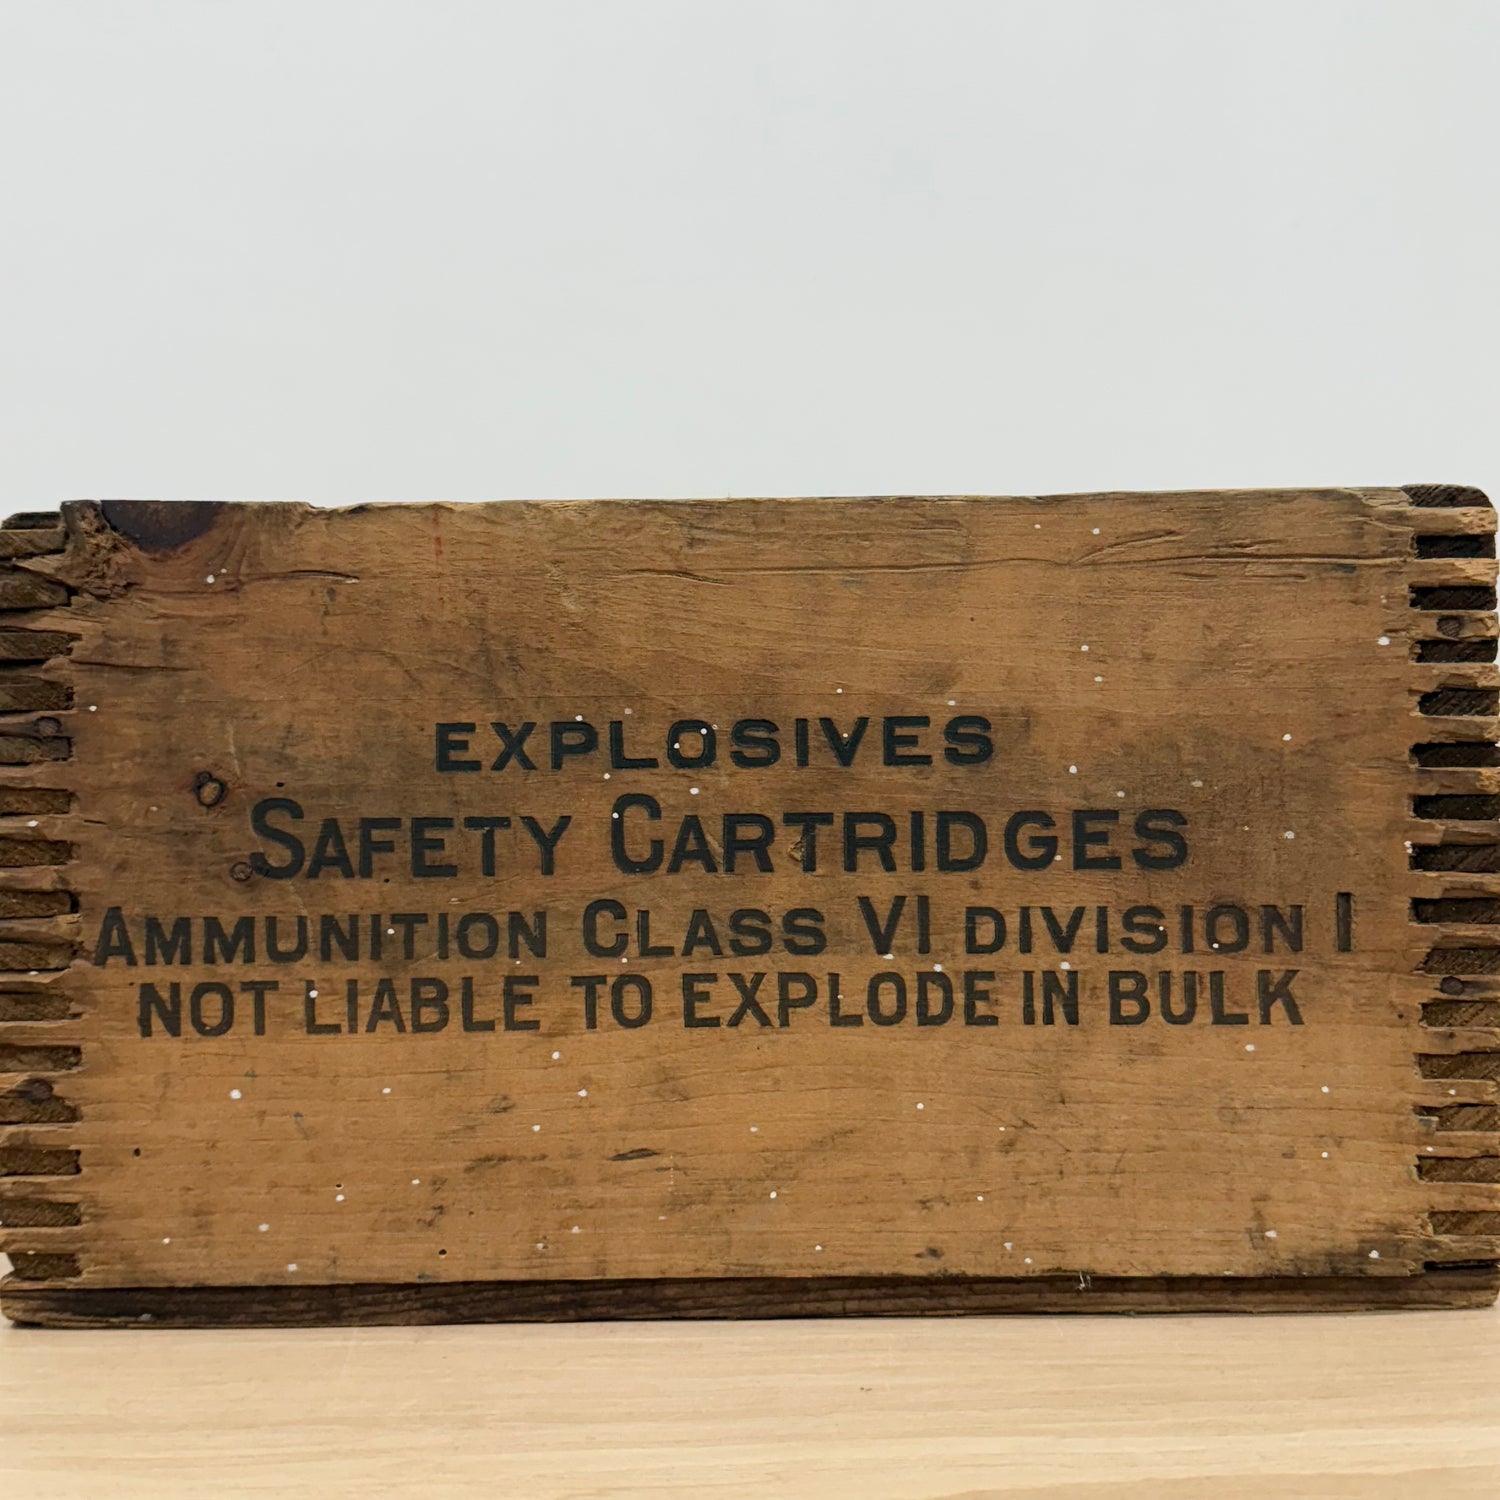 EXPLOSIVES
SAFETY CARTRIDGES
AMMUNITION CLASS VI DIVISION I
NOT LIABLE TO EXPLODE IN BULK